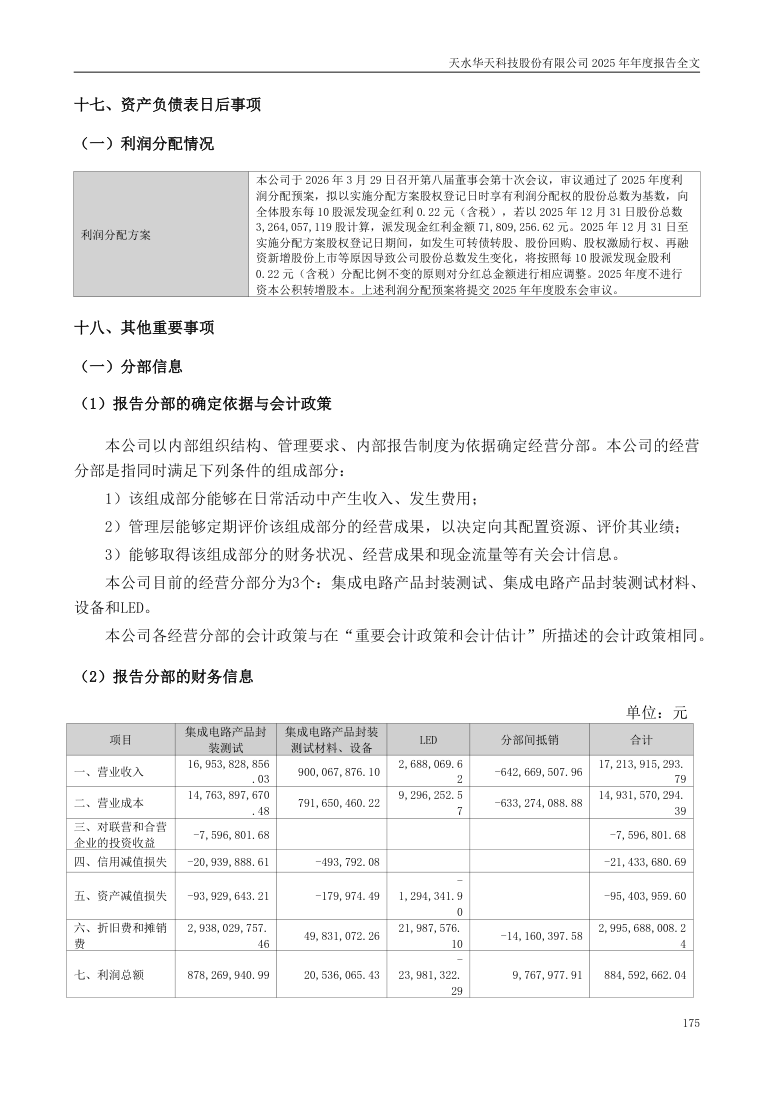 天水华天科技股份有限公司 2025 年年度报告全文
十七、资产负债表日后事项
（一）利润分配情况
利润分配方案
本公司于 2026 年 3 月 29 日召开第八届董事会第十次会议，审议通过了 2025 年度利
润分配预案，拟以实施分配方案股权登记日时享有利润分配权的股份总数为基数，向
全体股东每 10 股派发现金红利 0.22 元（含税），若以 2025 年 12 月 31 日股份总数
3,264,057,119 股计算，派发现金红利金额 71,809,256.62 元。2025 年 12 月 31 日至
实施分配方案股权登记日期间，如发生可转债转股、股份回购、股权激励行权、再融
资新增股份上市等原因导致公司股份总数发生变化，将按照每 10 股派发现金股利
0.22 元（含税）分配比例不变的原则对分红总金额进行相应调整。2025 年度不进行
资本公积转增股本。上述利润分配预案将提交 2025 年年度股东会审议。
十八、其他重要事项
（一）分部信息
（1）报告分部的确定依据与会计政策
本公司以内部组织结构、管理要求、内部报告制度为依据确定经营分部。本公司的经营
分部是指同时满足下列条件的组成部分：
1）该组成部分能够在日常活动中产生收入、发生费用；
2）管理层能够定期评价该组成部分的经营成果，以决定向其配置资源、评价其业绩；
3）能够取得该组成部分的财务状况、经营成果和现金流量等有关会计信息。
本公司目前的经营分部分为3个：集成电路产品封装测试、集成电路产品封装测试材料、
设备和LED。
本公司各经营分部的会计政策与在“重要会计政策和会计估计”所描述的会计政策相同。
（2）报告分部的财务信息
单位：元
项目 集成电路产品封装测试 集成电路产品封装测试材料、设备 LED 分部间抵销 合计
一、营业收入 16,953,828,856.03 900,067,876.10 2,688,069.62 -642,669,507.96 17,213,915,293.79
二、营业成本 14,763,897,670.48 791,650,460.22 9,296,252.57 -633,274,088.88 14,931,570,294.39
三、对联营和合营企业的投资收益 -7,596,801.68 -7,596,801.68
四、信用减值损失 -20,939,888.61 -493,792.08 -21,433,680.69
五、资产减值损失 -93,929,643.21 -179,974.49 -1,294,341.90 -95,403,959.60
六、折旧费和摊销费 2,938,029,757.46 49,831,072.26 21,987,576.10 -14,160,397.58 2,995,688,008.24
七、利润总额 878,269,940.99 20,536,065.43 -23,981,322.29 9,767,977.91 884,592,662.04
175